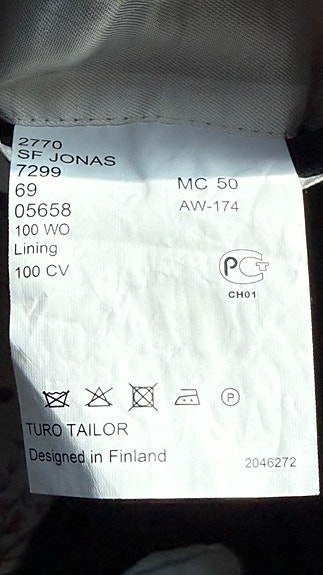 2770
SF JONAS
7299
69 MC 50
05658 AW-174
100 WO
Lining
100 CV
PCT
CH01
P
TURO TAILOR
Designed in Finland
2046272